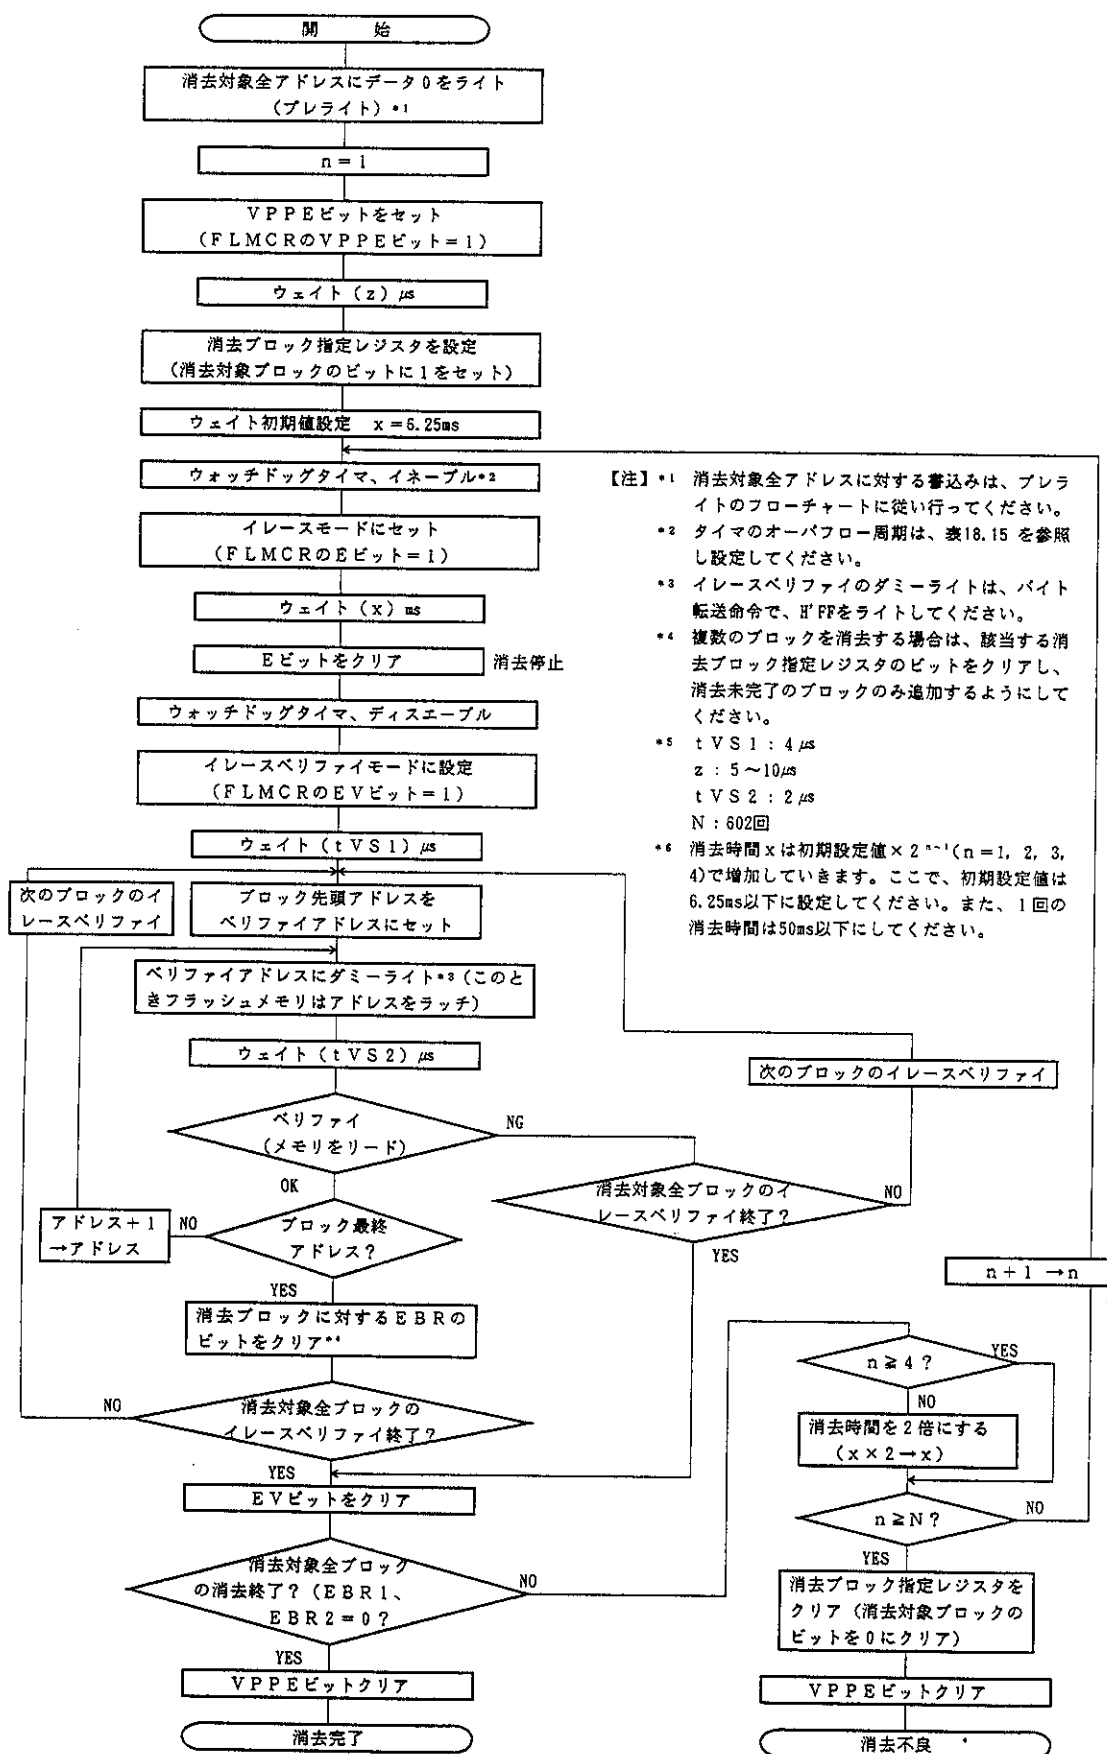 開　始
消去対象全アドレスにデータ0をライト
（プレライト）*1
n＝1
VPPEビットをセット
（FLMCRのVPPEビット＝1）
ウェイト（z）μs
消去ブロック指定レジスタを設定
（消去対象ブロックのビットに1をセット）
ウェイト初期値設定　x＝6.25ms
ウォッチドッグタイマ、イネーブル*2
イレースモードにセット
（FLMCRのEビット＝1）
ウェイト（x）ms
Eビットをクリア
消去停止
ウォッチドッグタイマ、ディスエーブル
イレースベリファイモードに設定
（FLMCRのEVビット＝1）
ウェイト（tVS1）μs
次のブロックのイ
レースベリファイ
ブロック先頭アドレスを
ベリファイアドレスにセット
ベリファイアドレスにダミーライト*3（このと
きフラッシュメモリはアドレスをラッチ）
ウェイト（tVS2）μs
ベリファイ
（メモリをリード）
NG
OK
アドレス＋1
→アドレス
NO
ブロック最終
アドレス？
YES
消去ブロックに対するEBRの
ビットをクリア*4
NO
消去対象全ブロックの
イレースベリファイ終了？
YES
EVビットをクリア
消去対象全ブロック
の消去終了？（EBR1、
EBR2＝0？
NO
YES
VPPEビットクリア
消去完了
【注】*1　消去対象全アドレスに対する書込みは、プレラ
イトのフローチャートに従い行ってください。
*2　タイマのオーバフロー周期は、表18.15を参照
し設定してください。
*3　イレースベリファイのダミーライトは、バイト
転送命令で、H'FFをライトしてください。
*4　複数のブロックを消去する場合は、該当する消
去ブロック指定レジスタのビットをクリアし、
消去未完了のブロックのみ追加するようにして
ください。
*5　tVS1：4μs
z：5～10μs
tVS2：2μs
N：602回
*6　消去時間xは初期設定値×2ⁿ⁻¹（n＝1, 2, 3,
4）で増加していきます。ここで、初期設定値は
6.25ms以下に設定してください。また、1回の
消去時間は50ms以下にしてください。
次のブロックのイレースベリファイ
消去対象全ブロックのイ
レースベリファイ終了？
NO
YES
n＋1→n
n≧4？
YES
NO
消去時間を2倍にする
（x×2→x）
n≧N？
NO
YES
消去ブロック指定レジスタを
クリア（消去対象ブロックの
ビットを0にクリア）
VPPEビットクリア
消去不良